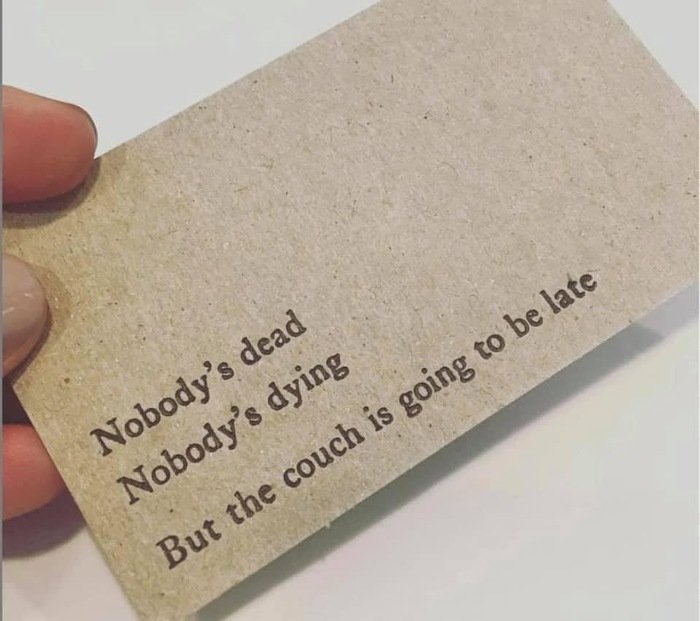 Nobody's dead
Nobody's dying
But the couch is going to be late